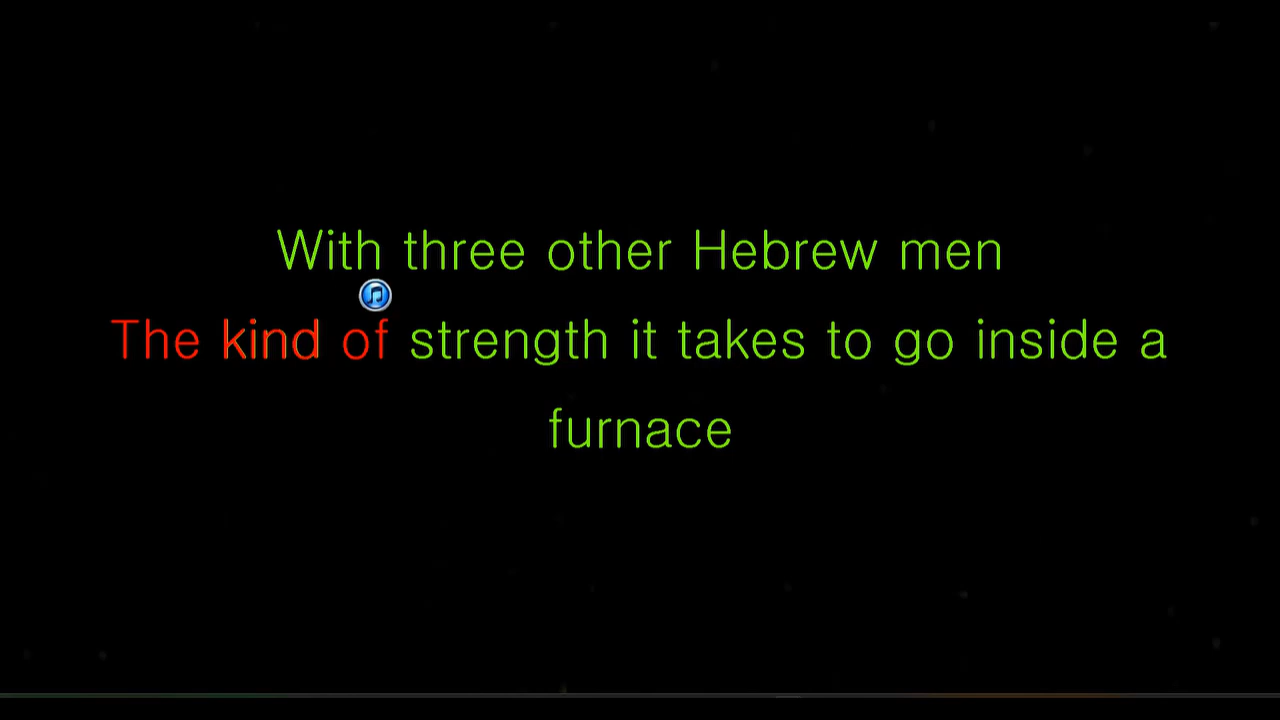 With three other Hebrew men
The kind of strength it takes to go inside a
furnace